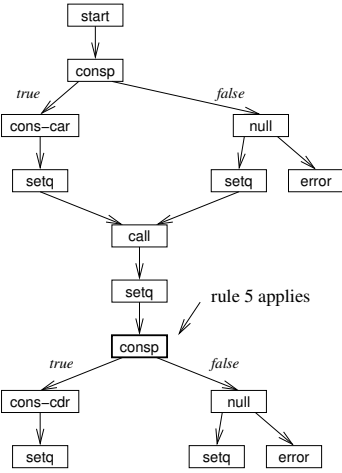 start
consp
true
false
cons-car
null
setq
setq
error
call
setq
rule 5 applies
consp
true
false
cons-cdr
null
setq
setq
error